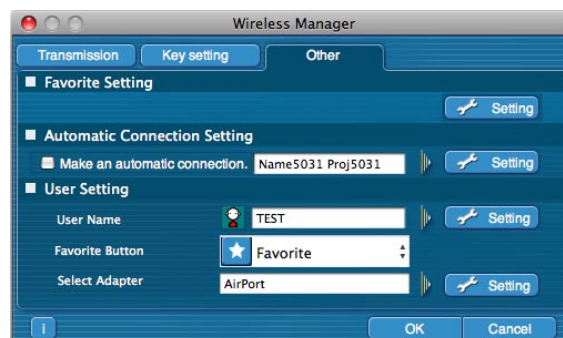 Wireless Manager
Transmission Key setting Other
Favorite Setting
Setting
Automatic Connection Setting
Make an automatic connection. Name5031 Proj5031 Setting
User Setting
User Name TEST Setting
Favorite Button Favorite
Select Adapter AirPort Setting
i OK Cancel